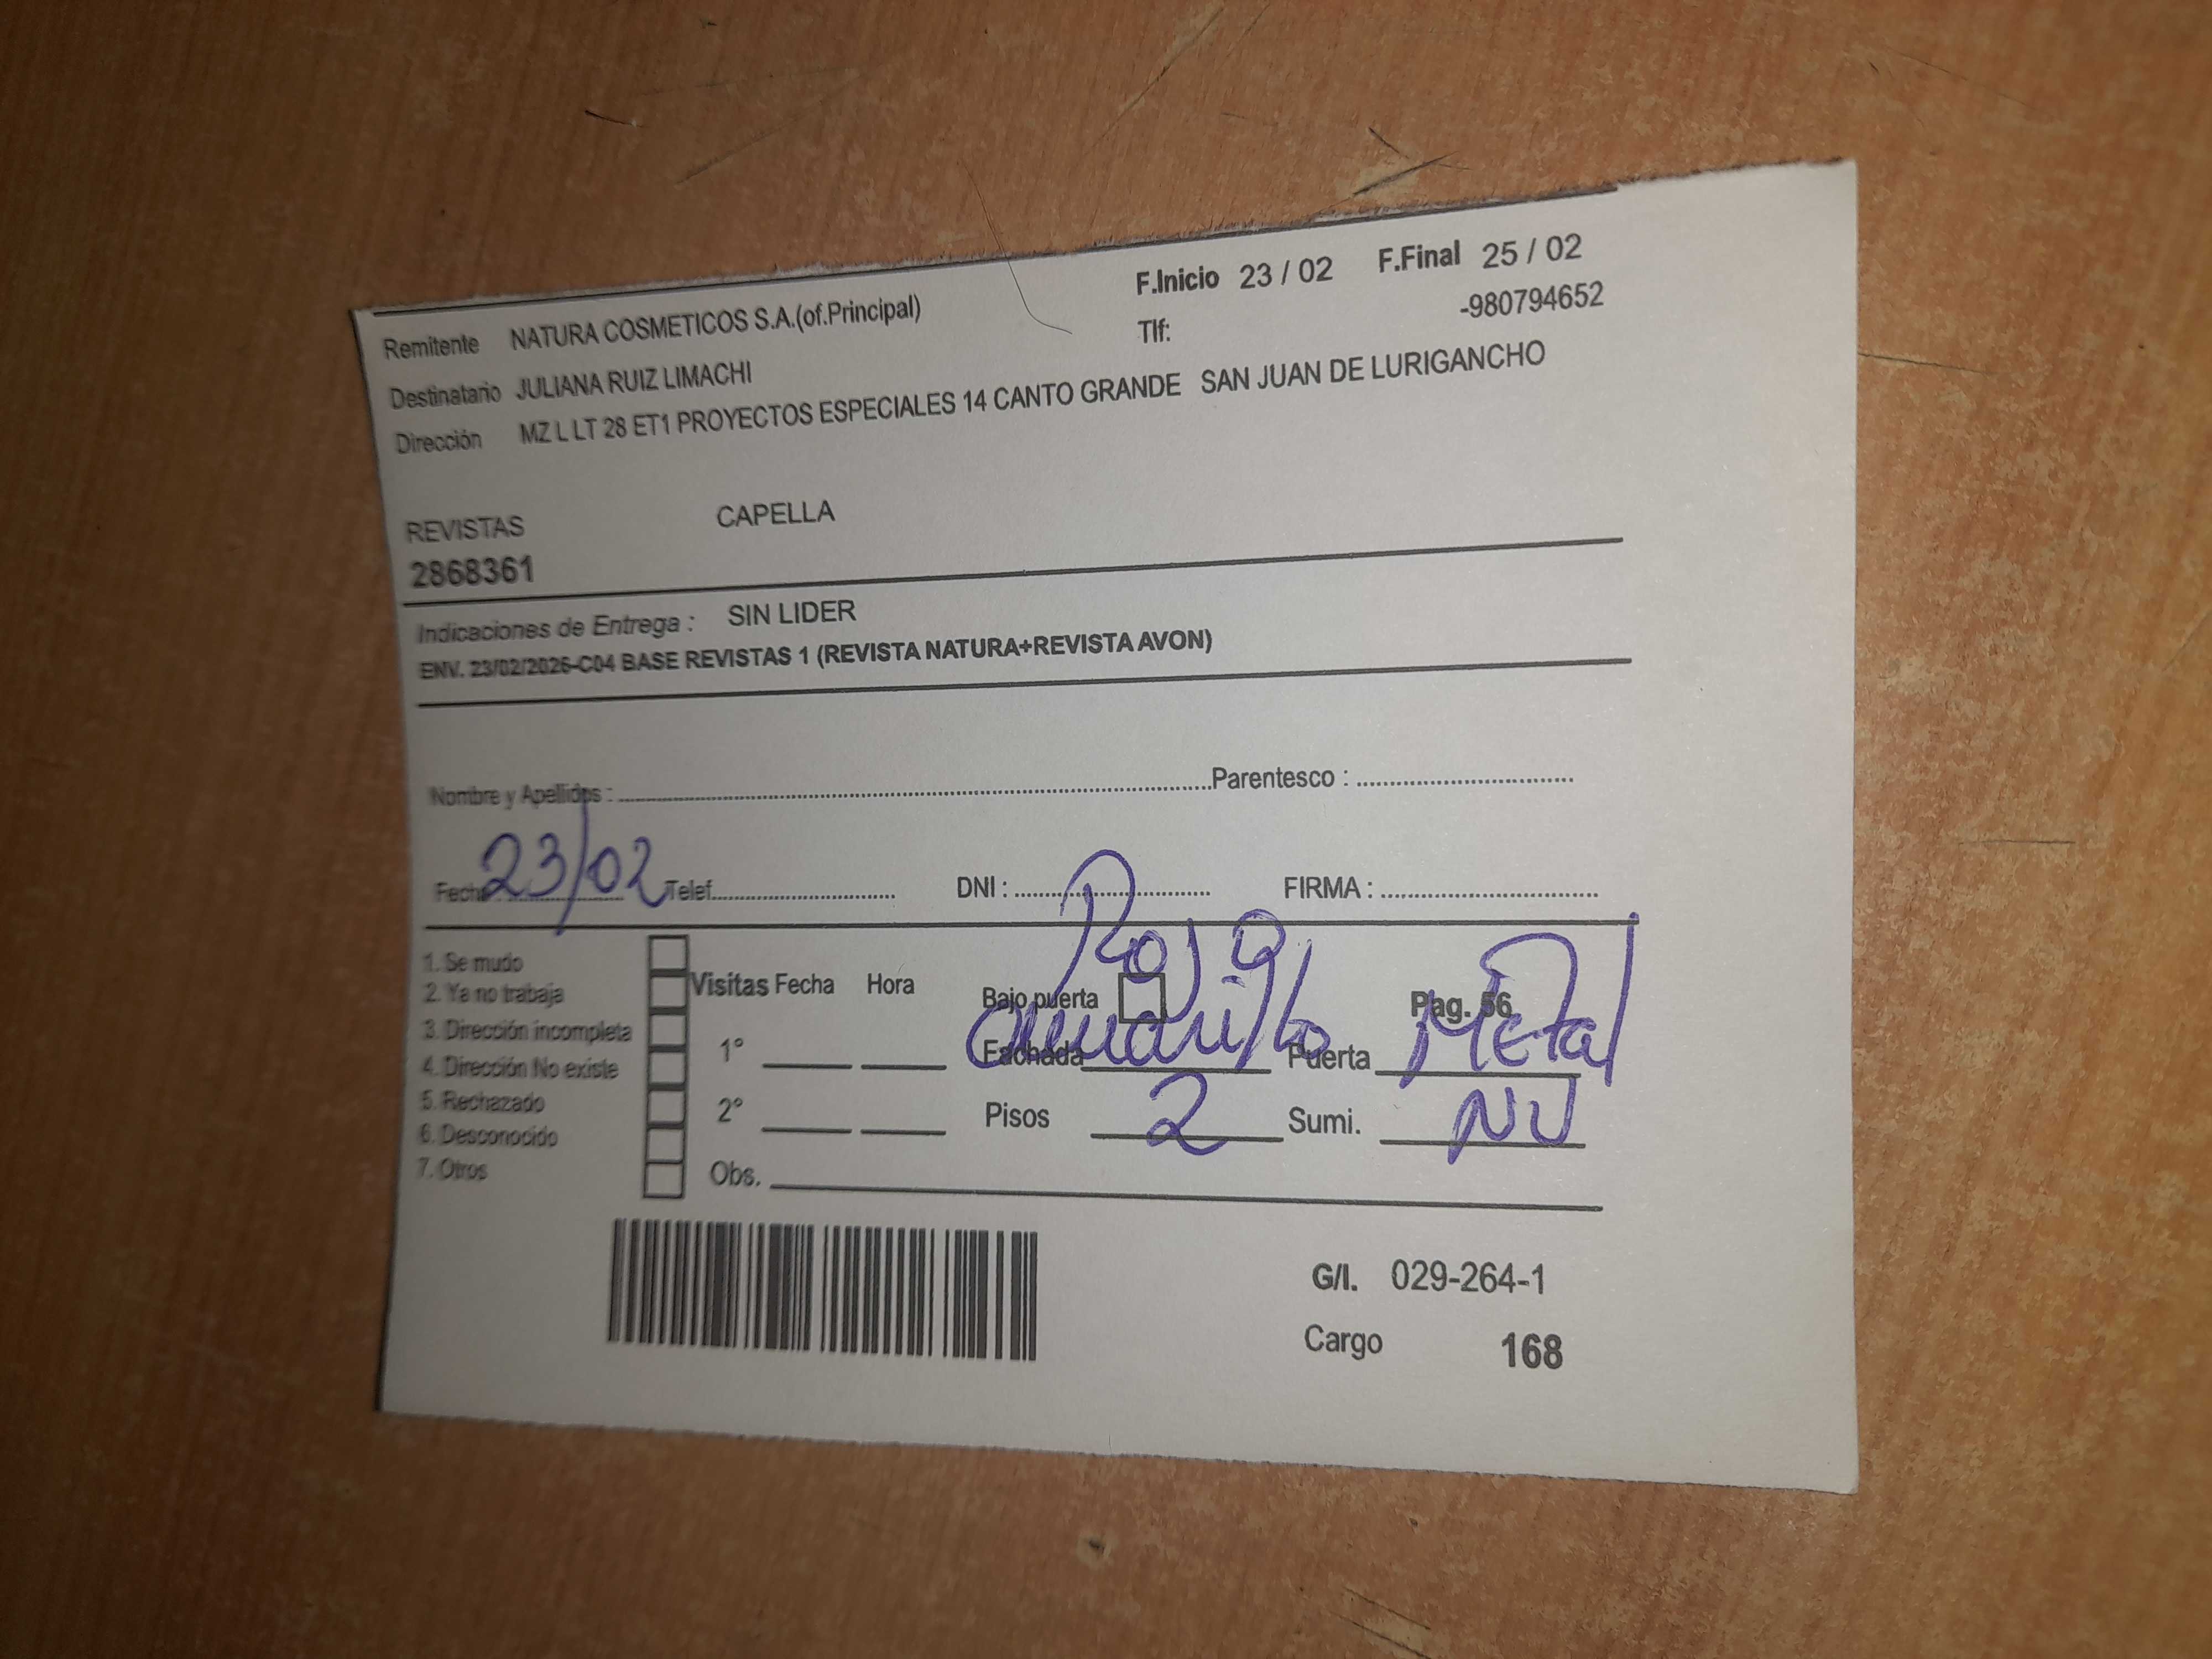 F.Inicio 23 / 02 F.Final 25 / 02
Remitente NATURA COSMETICOS S.A.(of.Principal) Tlf: -980794652
Destinatario JULIANA RUIZ LIMACHI
Dirección MZ L LT 28 ET1 PROYECTOS ESPECIALES 14 CANTO GRANDE SAN JUAN DE LURIGANCHO
REVISTAS CAPELLA
2868361
Indicaciones de Entrega : SIN LIDER
ENV. 23/02/2026-C04 BASE REVISTAS 1 (REVISTA NATURA+REVISTA AVON)
Nombre y Apellidos : Parentesco :
Fecha 23/02 Telef. DNI : FIRMA :
1. Se mudo
2. Ya no trabaja
3. Dirección incompleta
4. Dirección No existe
5. Rechazado
6. Desconocido
7. Otros
Visitas Fecha Hora
1°
2°
Obs.
Rojo
Bajo puerta Pag. 56
Fachada Amarillo Puerta Metal
Pisos 2 Sumi. NV
G/I. 029-264-1
Cargo 168